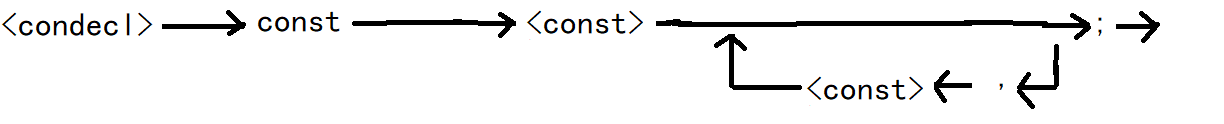 <condecl> const <const> ;
<const> ,